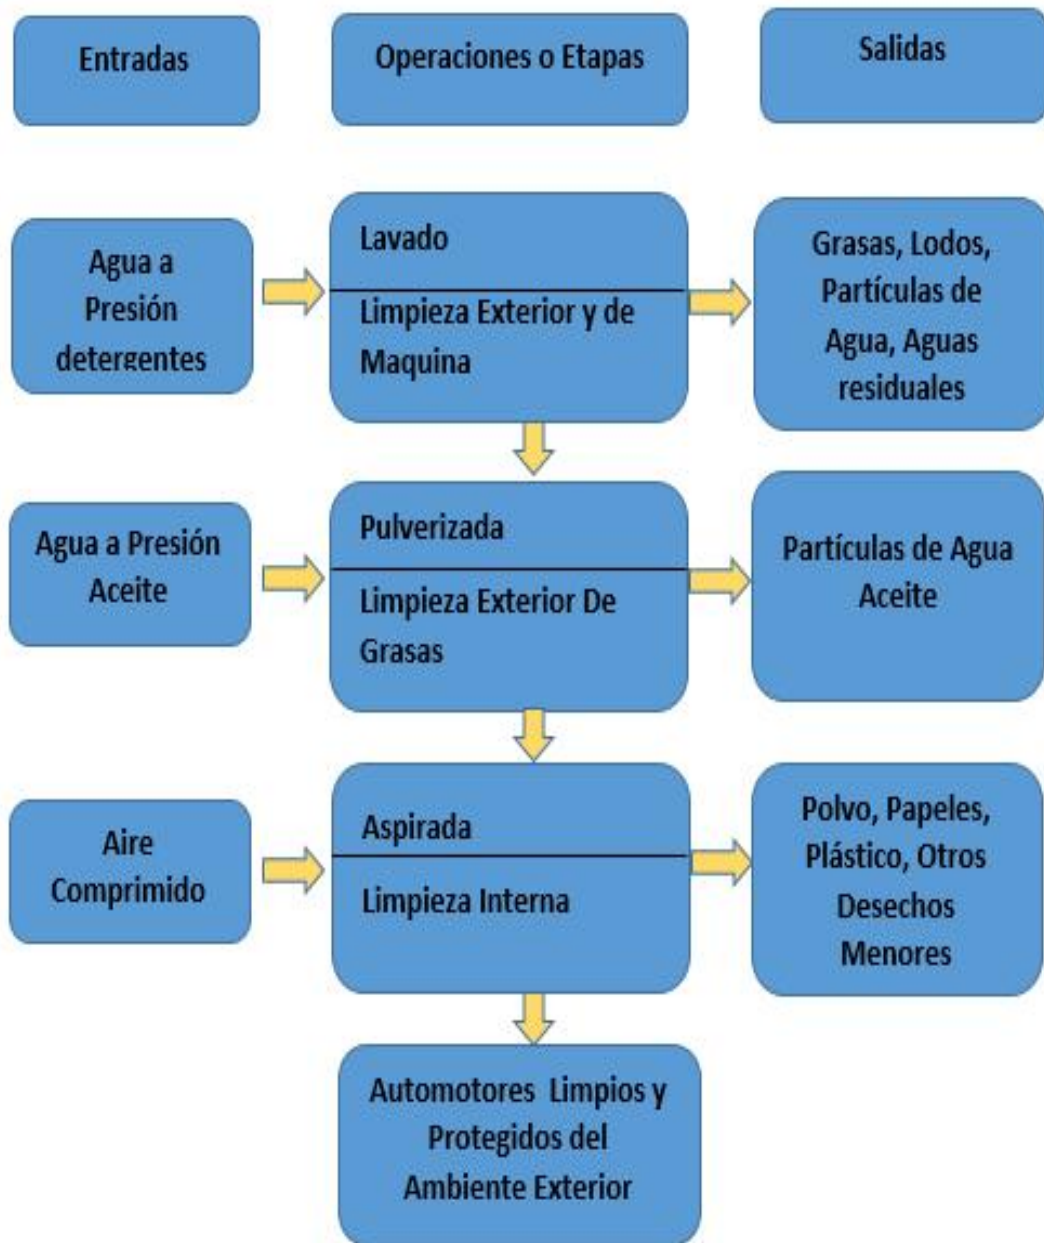 Entradas
Operaciones o Etapas
Salidas
Agua a
Presión
detergentes
Lavado
Limpieza Exterior y de
Maquina
Grasas, Lodos,
Partículas de
Agua, Aguas
residuales
Agua a Presión
Aceite
Pulverizada
Limpieza Exterior De
Grasas
Partículas de Agua
Aceite
Aire
Comprimido
Aspirada
Limpieza Interna
Polvo, Papeles,
Plástico, Otros
Desechos
Menores
Automotores Limpios y
Protegidos del
Ambiente Exterior